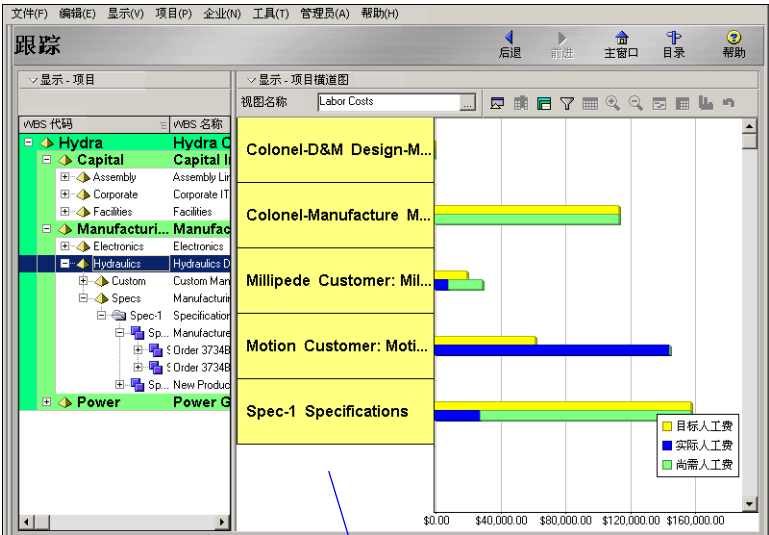 文件(F) 编辑(E) 显示(V) 项目(P) 企业(N) 工具(T) 管理员(A) 帮助(H)
跟踪
后退 前进 主窗口 目录 帮助
显示 - 项目
显示 - 项目横道图
视图名称 Labor Costs ...
WBS 代码 WBS 名称
Hydra Hydra C
Capital Capital I
Assembly Assembly Lin
Corporate Corporate IT
Facilities Facilities
Manufacturi... Manufac
Electronics Electronics
Hydraulics Hydraulics D
Custom Custom Man
Specs Manufacturin
Spec-1 Specification
Sp... Manufacture
S Order 3734B
S Order 3734B
Sp... New Produc
Power Power G
Colonel-D&M Design-M...
Colonel-Manufacture M...
Millipede Customer: Mil...
Motion Customer: Moti...
Spec-1 Specifications
目标人工费
实际人工费
尚需人工费
$0.00 $40,000.00 $80,000.00 $120,000.00 $160,000.00